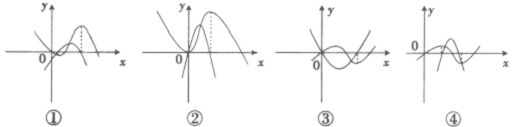 y y y y
0 x 0 x 0 x 0 x
① ② ③ ④